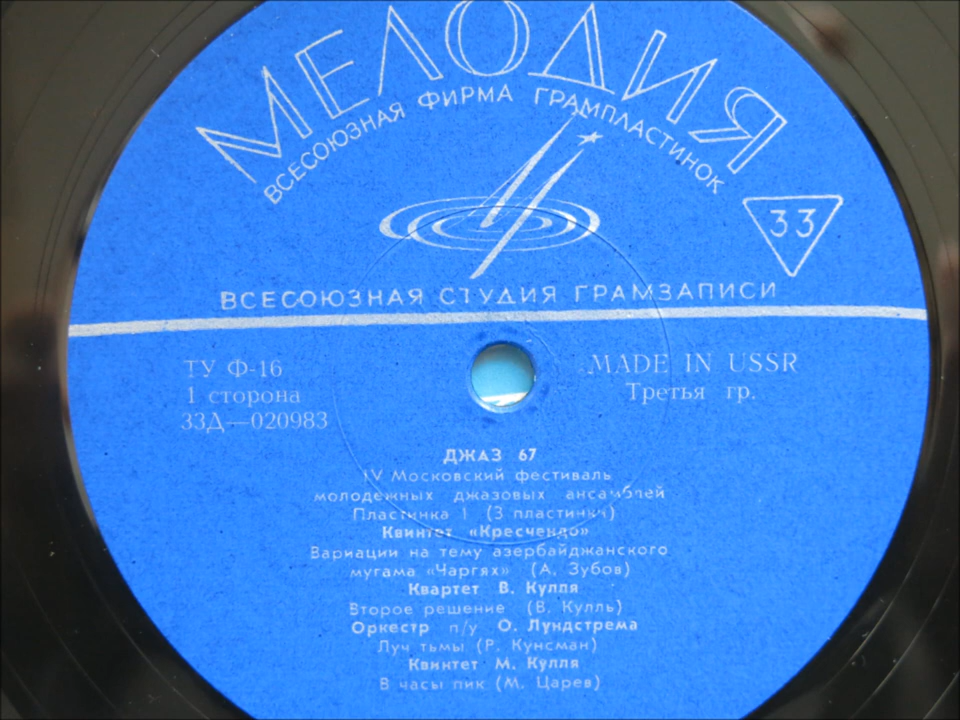 МЕЛОДИЯ
ВСЕСОЮЗНАЯ ФИРМА ГРАМПЛАСТИНОК
33
ВСЕСОЮЗНАЯ СТУДИЯ ГРАМЗАПИСИ
ТУ Ф-16
1 сторона
33Д—020983
MADE IN USSR
Третья гр.
ДЖАЗ 67
IV Московский фестиваль
молодежных джазовых ансамблей
Пластинка 1 (3 пластинки)
Квинтет «Кресчендо»
Вариации на тему азербайджанского
мугама «Чаргях» (А. Зубов)
Квартет В. Кулля
Второе решение (В. Кулль)
Оркестр п/у О. Лундстрема
Луч тьмы (Р. Кунсман)
Квинтет М. Кулля
В часы пик (М. Царев)